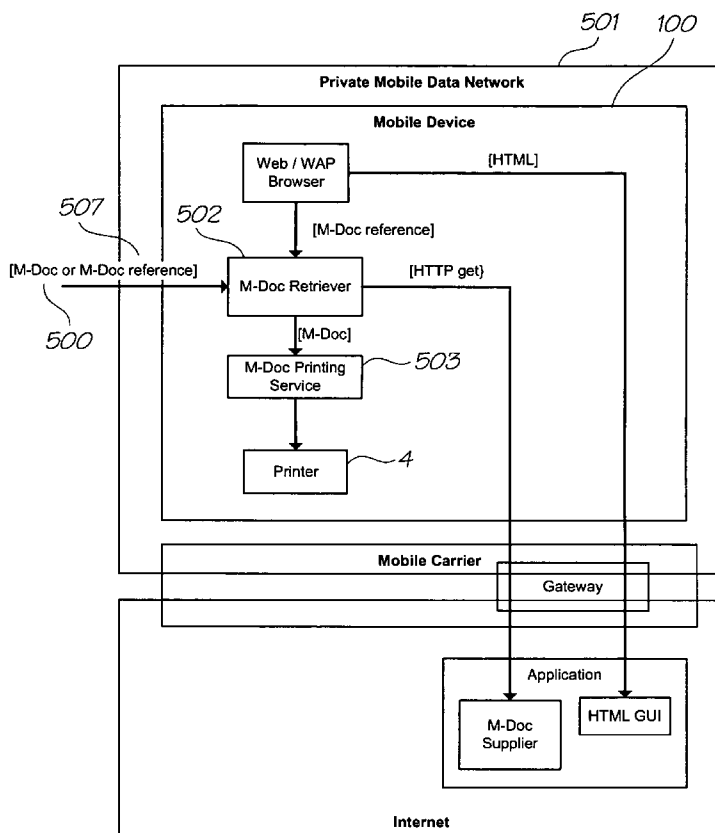 501
100
Private Mobile Data Network
Mobile Device
Web / WAP
Browser
[HTML]
507
502
[M-Doc reference]
[M-Doc or M-Doc reference]
M-Doc Retriever
[HTTP get}
500
[M-Doc]
M-Doc Printing
Service
503
Printer
4
Mobile Carrier
Gateway
Application
M-Doc
Supplier
HTML GUI
Internet